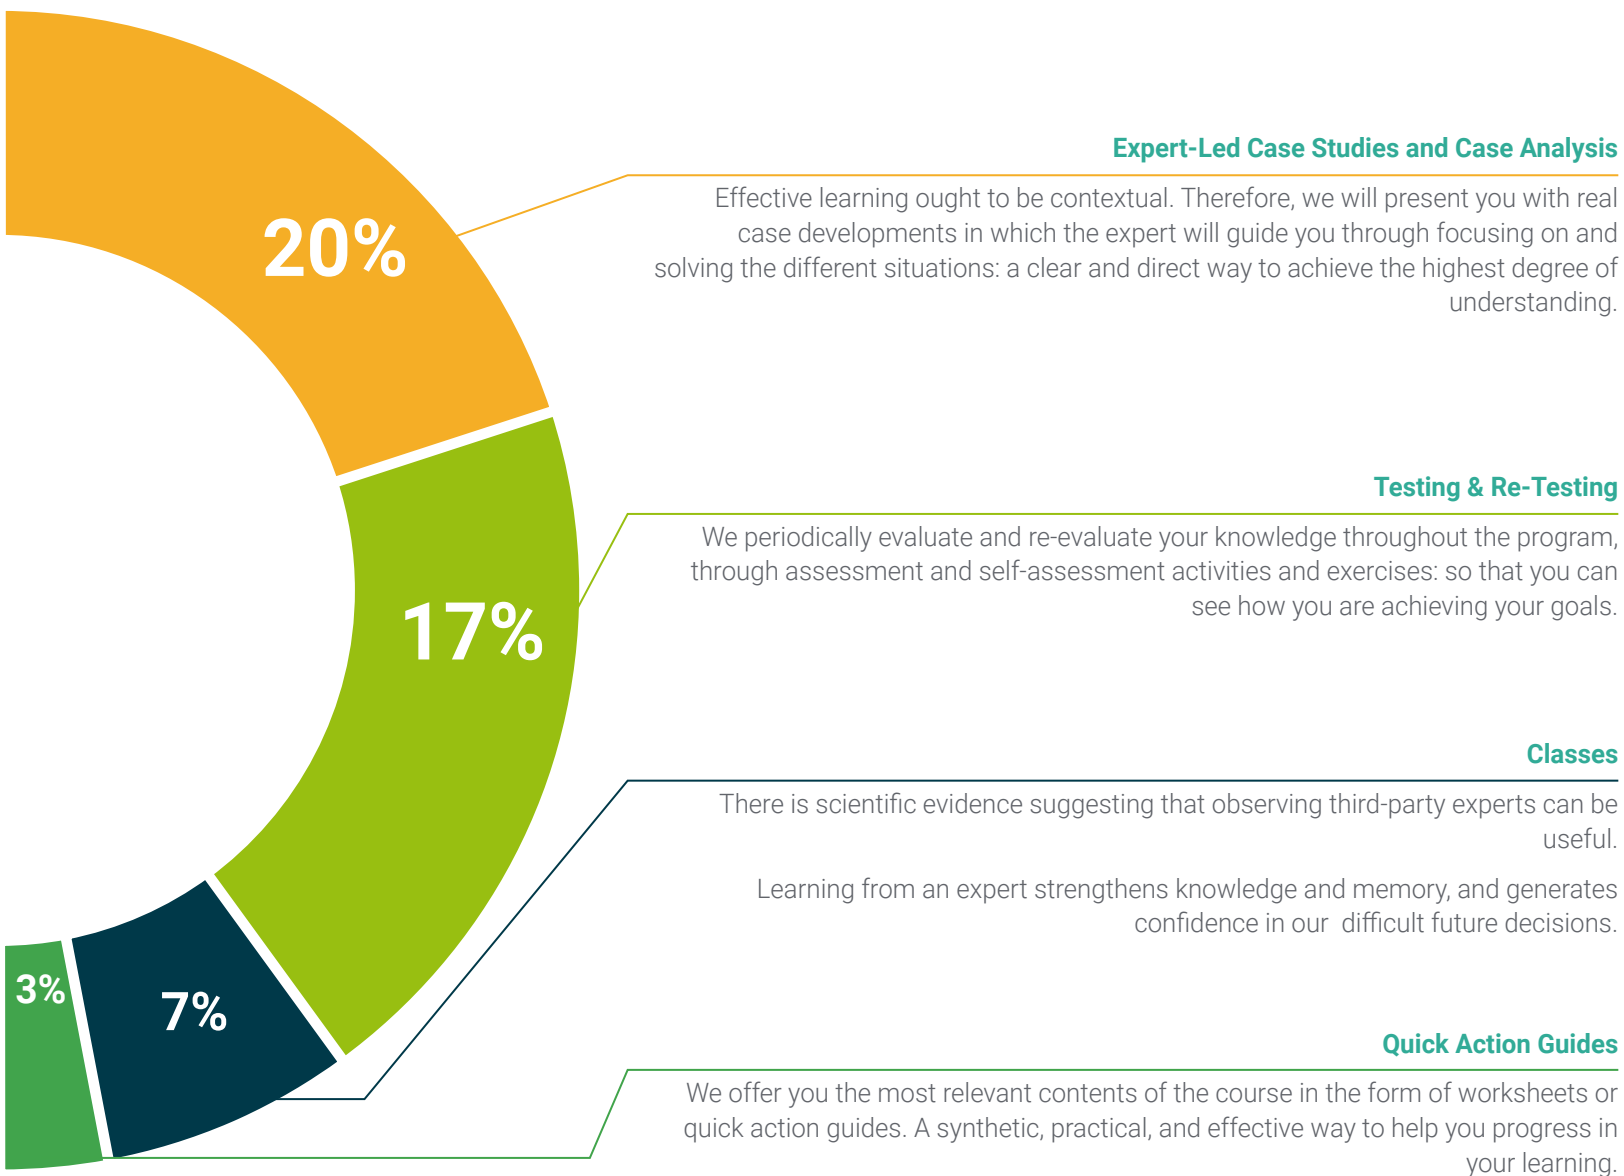 Expert-Led Case Studies and Case Analysis
Effective learning ought to be contextual. Therefore, we will present you with real
case developments in which the expert will guide you through focusing on and
solving the different situations: a clear and direct way to achieve the highest degree of
understanding.
20%
Testing & Re-Testing
We periodically evaluate and re-evaluate your knowledge throughout the program,
through assessment and self-assessment activities and exercises: so that you can
see how you are achieving your goals.
17%
Classes
There is scientific evidence suggesting that observing third-party experts can be
useful.
Learning from an expert strengthens knowledge and memory, and generates
confidence in our  difficult future decisions.
7%
3%
Quick Action Guides
We offer you the most relevant contents of the course in the form of worksheets or
quick action guides. A synthetic, practical, and effective way to help you progress in
your learning.